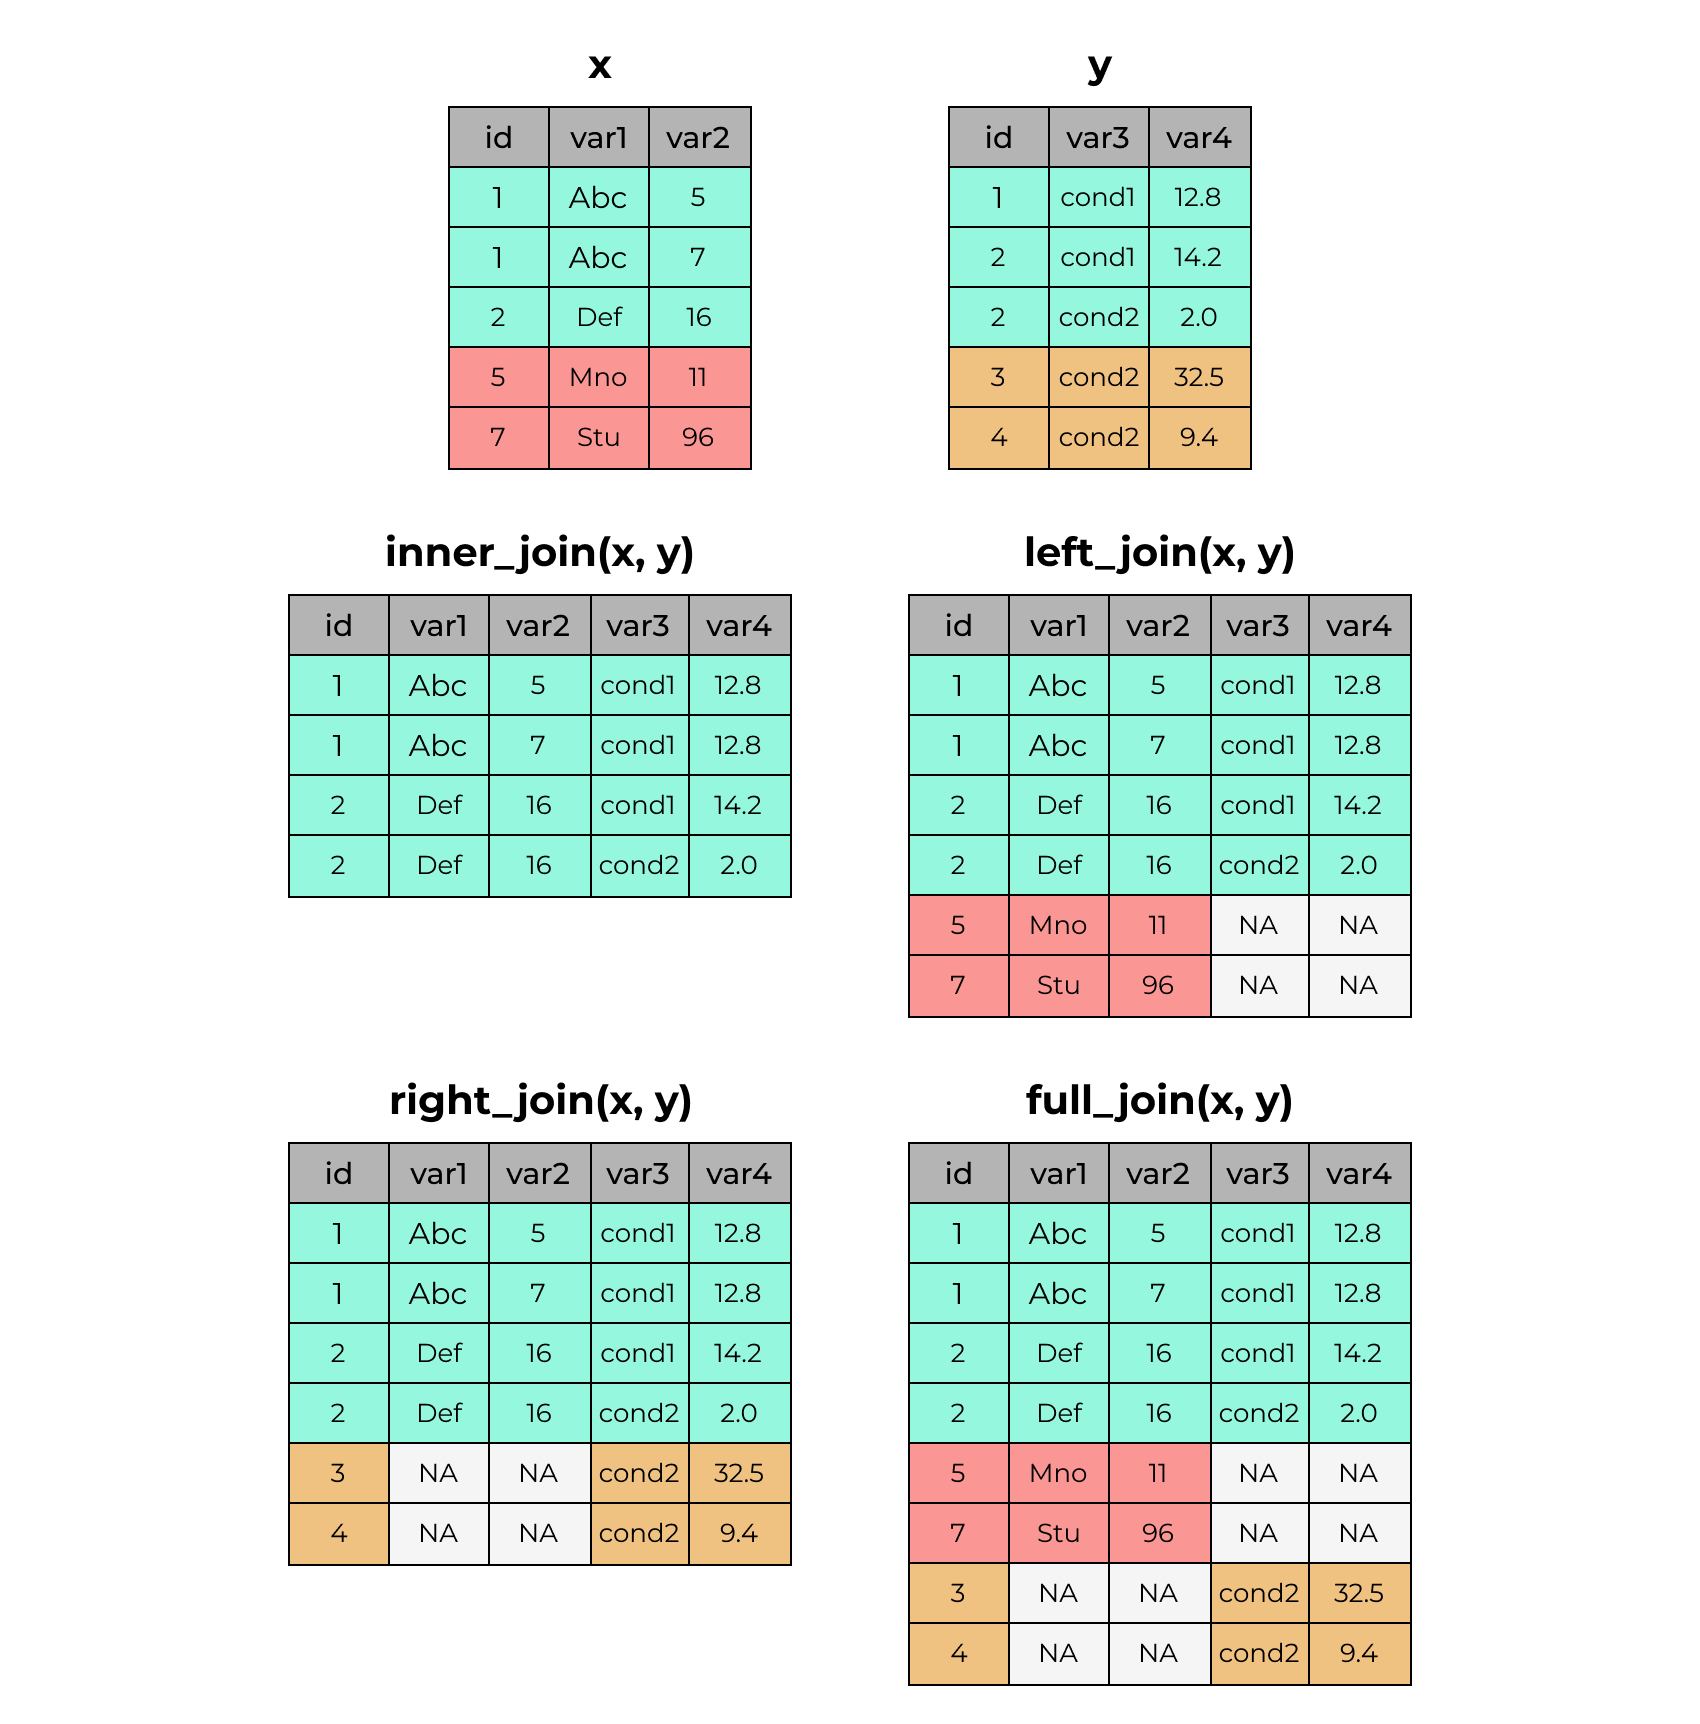 x
id var1 var2
1 Abc 5
1 Abc 7
2 Def 16
5 Mno 11
7 Stu 96
y
id var3 var4
1 cond1 12.8
2 cond1 14.2
2 cond2 2.0
3 cond2 32.5
4 cond2 9.4
inner_join(x, y)
id var1 var2 var3 var4
1 Abc 5 cond1 12.8
1 Abc 7 cond1 12.8
2 Def 16 cond1 14.2
2 Def 16 cond2 2.0
left_join(x, y)
id var1 var2 var3 var4
1 Abc 5 cond1 12.8
1 Abc 7 cond1 12.8
2 Def 16 cond1 14.2
2 Def 16 cond2 2.0
5 Mno 11 NA NA
7 Stu 96 NA NA
right_join(x, y)
id var1 var2 var3 var4
1 Abc 5 cond1 12.8
1 Abc 7 cond1 12.8
2 Def 16 cond1 14.2
2 Def 16 cond2 2.0
3 NA NA cond2 32.5
4 NA NA cond2 9.4
full_join(x, y)
id var1 var2 var3 var4
1 Abc 5 cond1 12.8
1 Abc 7 cond1 12.8
2 Def 16 cond1 14.2
2 Def 16 cond2 2.0
5 Mno 11 NA NA
7 Stu 96 NA NA
3 NA NA cond2 32.5
4 NA NA cond2 9.4